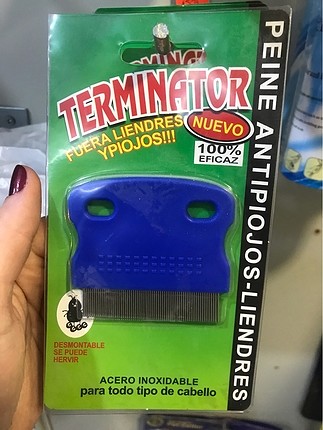 TERMINATOR
FUERA LIENDRES
YPIOJOS!!!
NUEVO
100%
EFICAZ
PEINE ANTIPIOJOS-LIENDRES
DESMONTABLE
SE PUEDE
HERVIR
ACERO INOXIDABLE
para todo tipo de cabello